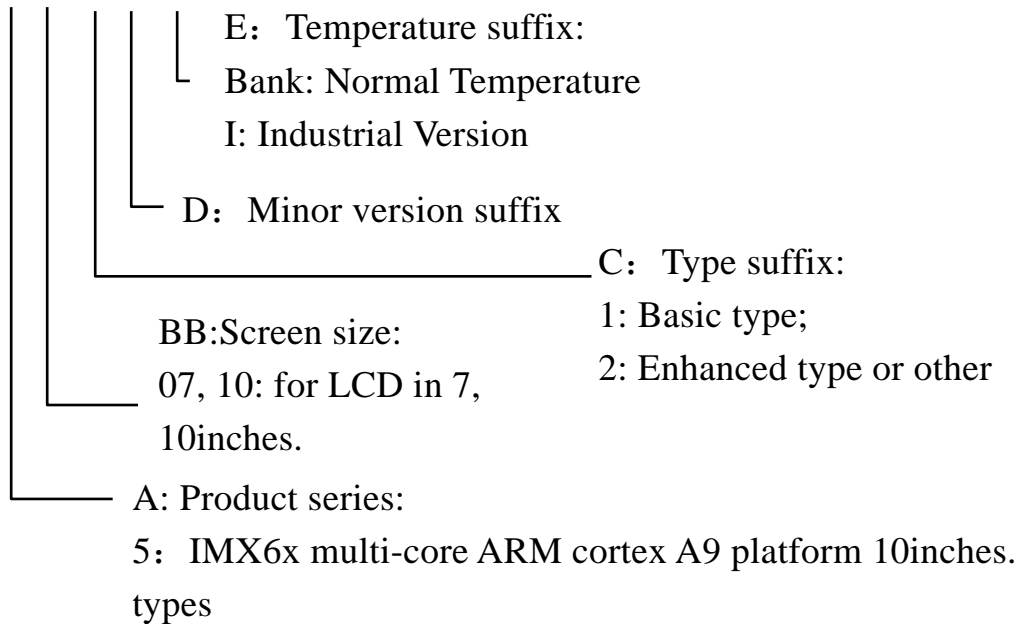 E：Temperature suffix:
Bank: Normal Temperature
I: Industrial Version
D：Minor version suffix
C：Type suffix:
1: Basic type;
2: Enhanced type or other
BB:Screen size:
07, 10: for LCD in 7,
10inches.
A: Product series:
5：IMX6x multi-core ARM cortex A9 platform 10inches.
types